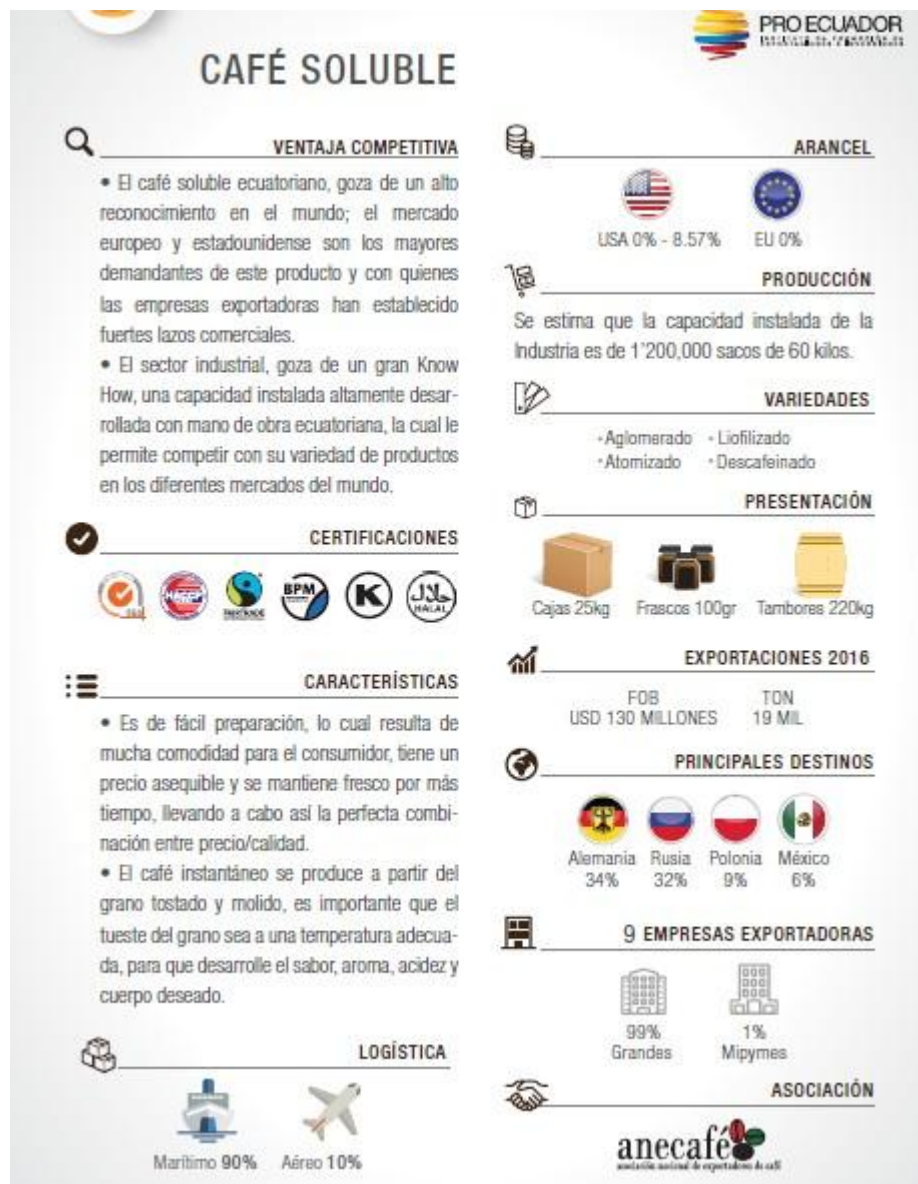 PRO ECUADOR
CAFÉ SOLUBLE
VENTAJA COMPETITIVA
• El café soluble ecuatoriano, goza de un alto
reconocimiento en el mundo; el mercado
europeo y estadounidense son los mayores
demandantes de este producto y con quienes
las empresas exportadoras han establecido
fuertes lazos comerciales.
• El sector industrial, goza de un gran Know
How, una capacidad instalada altamente desar-
rollada con mano de obra ecuatoriana, la cual le
permite competir con su variedad de productos
en los diferentes mercados del mundo.
CERTIFICACIONES
HACCP
FAIRTRADE
BPM
K
حلال
HALAL
CARACTERÍSTICAS
• Es de fácil preparación, lo cual resulta de
mucha comodidad para el consumidor, tiene un
precio asequible y se mantiene fresco por más
tiempo, llevando a cabo así la perfecta combi-
nación entre precio/calidad.
• El café instantáneo se produce a partir del
grano tostado y molido, es importante que el
tueste del grano sea a una temperatura adecua-
da, para que desarrolle el sabor, aroma, acidez y
cuerpo deseado.
LOGÍSTICA
Marítimo 90% Aéreo 10%
ARANCEL
USA 0% - 8.57% EU 0%
PRODUCCIÓN
Se estima que la capacidad instalada de la
Industria es de 1'200,000 sacos de 60 kilos.
VARIEDADES
•Aglomerado •Liofilizado
•Atomizado •Descafeinado
PRESENTACIÓN
Cajas 25kg Frascos 100gr Tambores 220kg
EXPORTACIONES 2016
FOB TON
USD 130 MILLONES 19 MIL
PRINCIPALES DESTINOS
Alemania Rusia Polonia México
34% 32% 9% 6%
9 EMPRESAS EXPORTADORAS
99% 1%
Grandes Mipymes
ASOCIACIÓN
anecafé
asociación nacional de exportadores de café